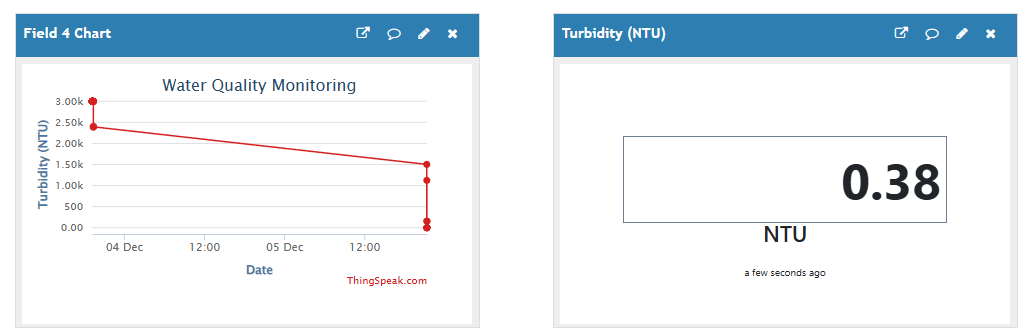 Field 4 Chart
Water Quality Monitoring
Turbidity (NTU)
3.00k
2.50k
2.00k
1.50k
1.00k
500
0.00
04 Dec 12:00 05 Dec 12:00
Date
ThingSpeak.com
Turbidity (NTU)
0.38
NTU
a few seconds ago